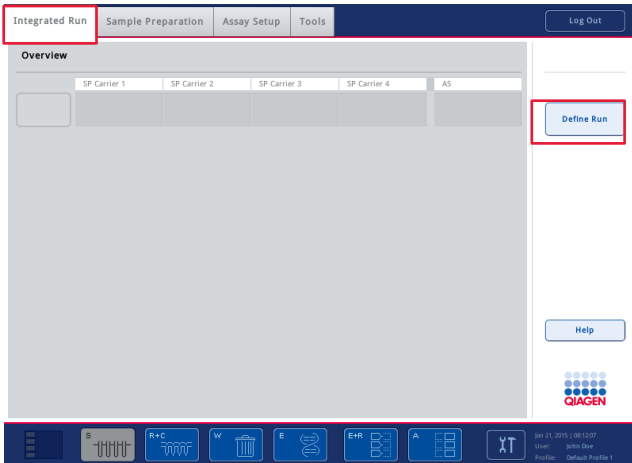 Integrated Run
Sample Preparation
Assay Setup
Tools
Log Out
Overview
SP Carrier 1
SP Carrier 2
SP Carrier 3
SP Carrier 4
AS
Define Run
Help
QIAGEN
S
R+C
W
E
E+R
A
Jan 21, 2015 | 08:12:07
User: John Doe
Profile: Default Profile 1